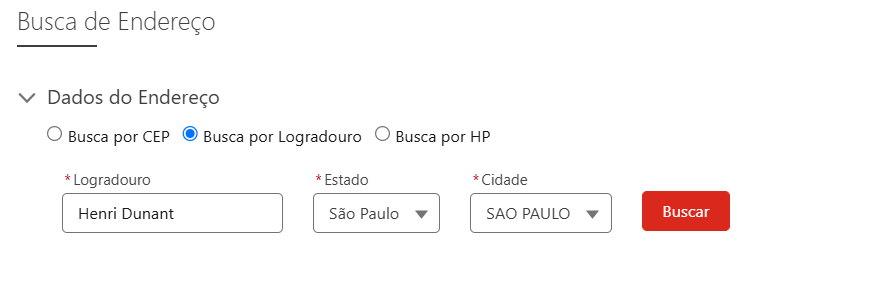 Busca de Endereço
Dados do Endereço
Busca por CEP Busca por Logradouro Busca por HP
*Logradouro *Estado *Cidade
Henri Dunant São Paulo SAO PAULO Buscar